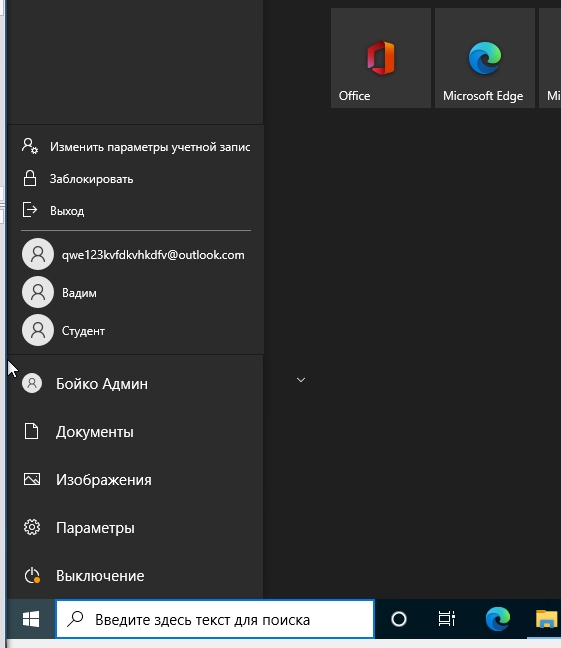 Office
Microsoft Edge
Mi
Изменить параметры учетной запис
Заблокировать
Выход
qwe123kvfdkvhkdfv@outlook.com
Вадим
Студент
Бойко Админ
Документы
Изображения
Параметры
Выключение
Введите здесь текст для поиска